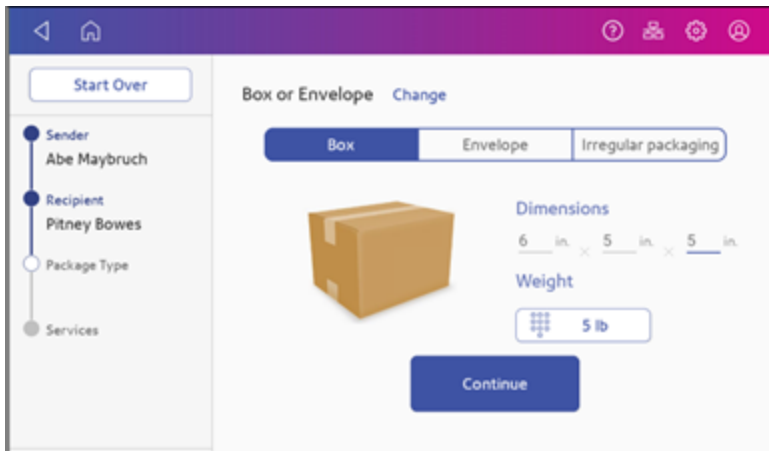 Start Over
Sender
Abe Maybruch
Recipient
Pitney Bowes
Package Type
Services
Box or Envelope Change
Box Envelope Irregular packaging
Dimensions
6 in. × 5 in. × 5 in.
Weight
5 lb
Continue